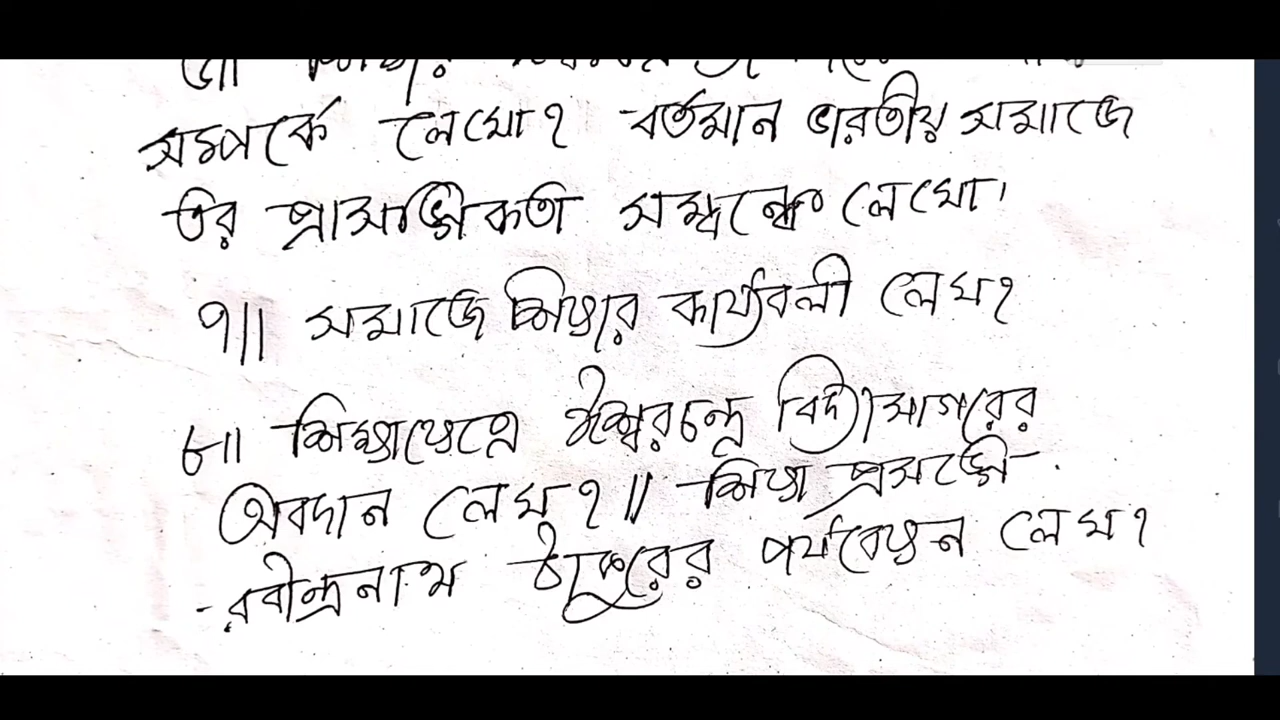 সম্পর্কে লেখো? বর্তমান ভারতীয় সমাজে
তার প্রাসঙ্গিকতা সম্বন্ধে লেখো।
৭|| সমাজে শিক্ষার কার্যাবলী লেখ?
৮|| শিক্ষাক্ষেত্রে ঈশ্বরচন্দ্র বিদ্যাসাগরের
অবদান লেখ?|| শিক্ষা প্রসঙ্গে
রবীন্দ্রনাথ ঠাকুরের পর্যবেক্ষন লেখ?